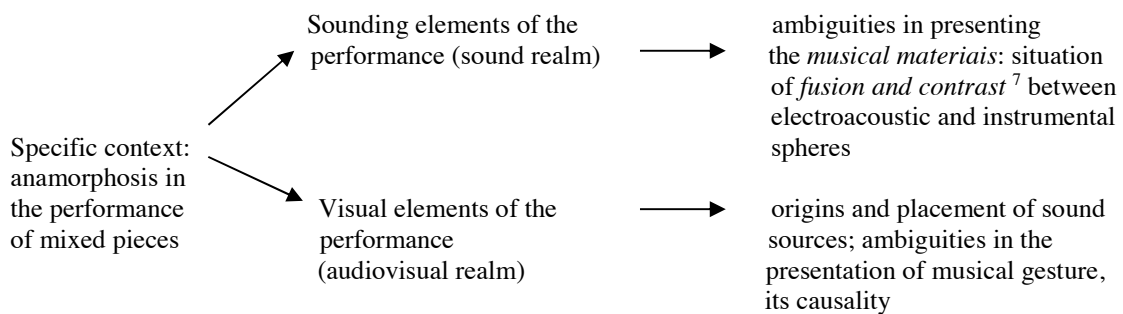 Sounding elements of the
performance (sound realm)
ambiguities in presenting
the musical materiais: situation
of fusion and contrast 7 between
electroacoustic and instrumental
spheres
Specific context:
anamorphosis in
the performance
of mixed pieces
Visual elements of the
performance
(audiovisual realm)
origins and placement of sound
sources; ambiguities in the
presentation of musical gesture,
its causality